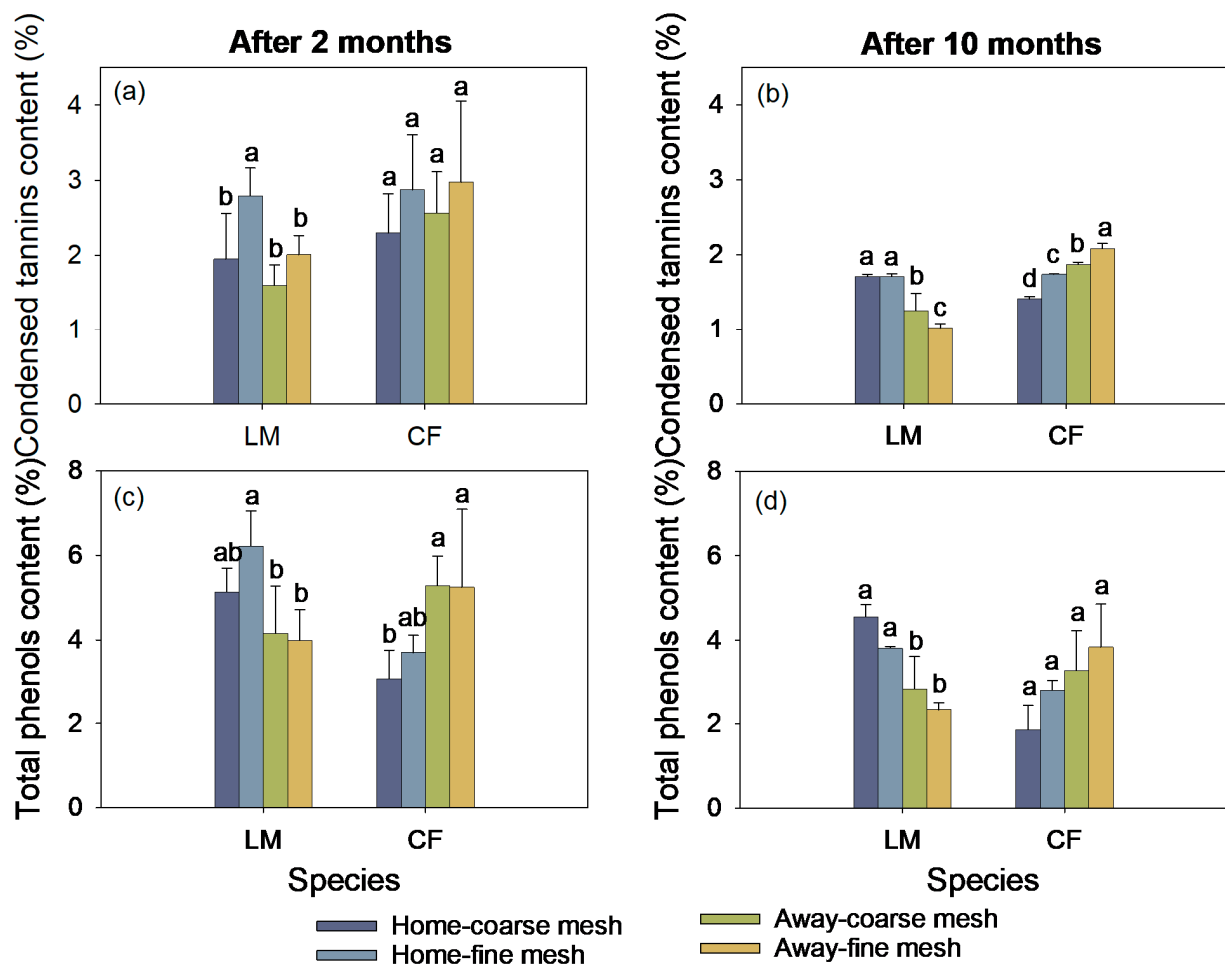 After 2 months
After 10 months
Condensed tannins content (%)
(a)
4
3
2
1
0
b
a
b
b
a
a
a
a
LM
CF
Condensed tannins content (%)
(b)
4
3
2
1
0
a
a
b
c
d
c
b
a
LM
CF
Total phenols content (%)
(c)
8
6
4
2
0
ab
a
b
b
b
ab
a
a
LM
CF
Species
Total phenols content (%)
(d)
8
6
4
2
0
a
a
b
b
a
a
a
a
LM
CF
Species
Home-coarse mesh
Home-fine mesh
Away-coarse mesh
Away-fine mesh